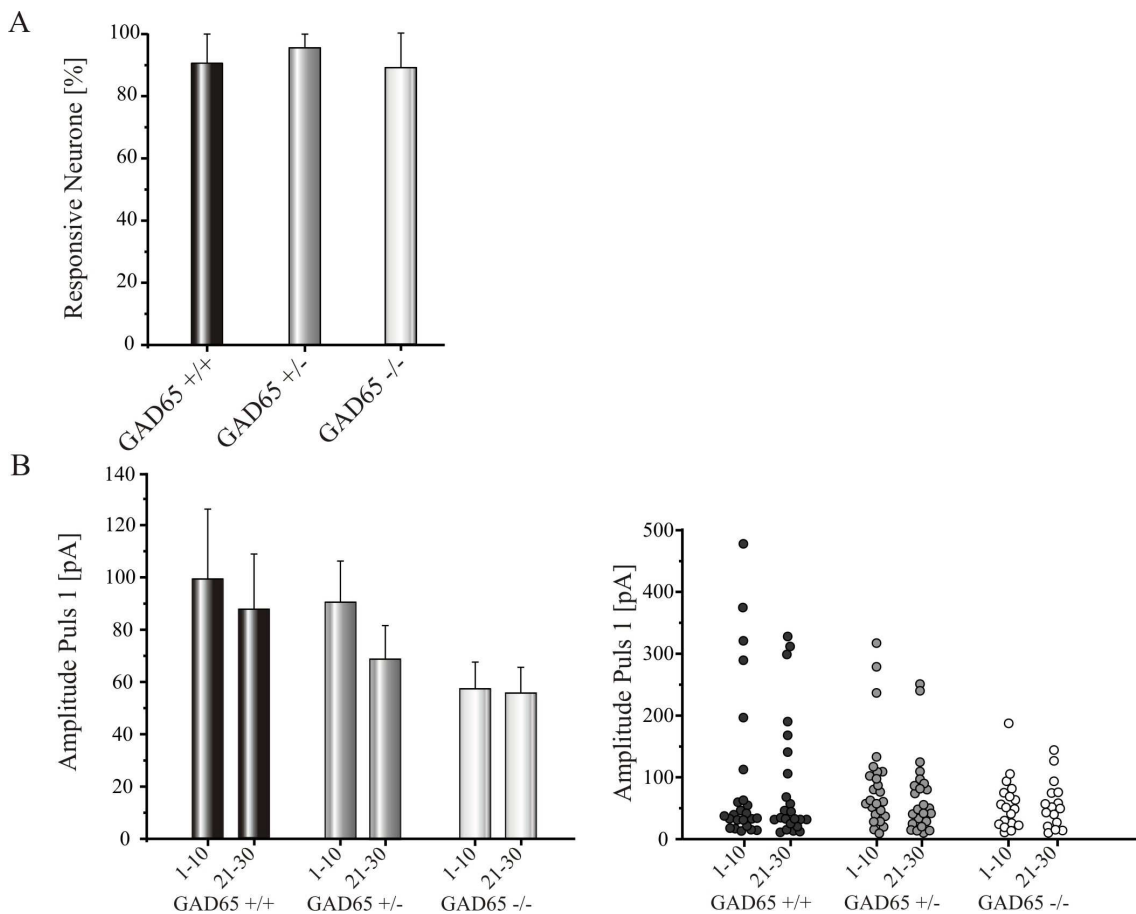 A
Responsive Neurone [%]
100
80
60
40
20
0
GAD65 +/+
GAD65 +/-
GAD65 -/-
B
Amplitude Puls 1 [pA]
140
120
100
80
60
40
20
0
1-10
21-30
1-10
21-30
1-10
21-30
GAD65 +/+
GAD65 +/-
GAD65 -/-
Amplitude Puls 1 [pA]
500
400
300
200
100
0
1-10
21-30
1-10
21-30
1-10
21-30
GAD65 +/+
GAD65 +/-
GAD65 -/-